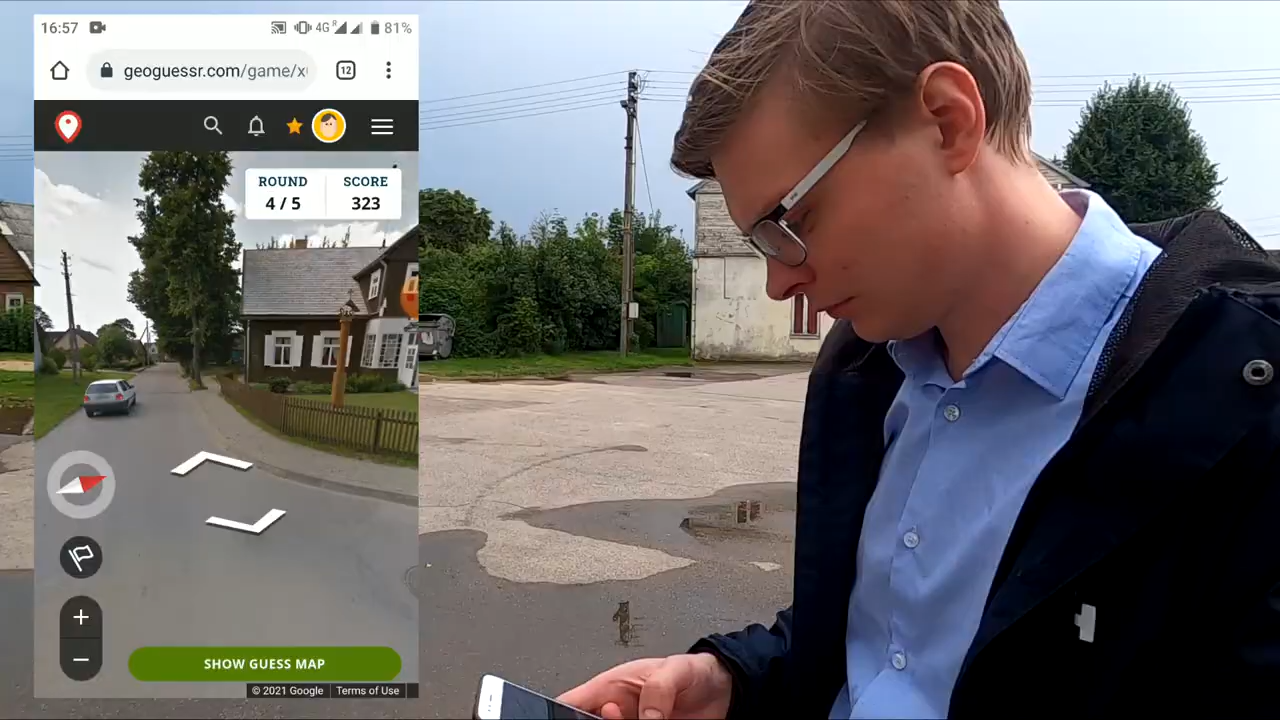 16:57
4G R 81%
geoguessr.com/game/x
12
ROUND SCORE
4 / 5 323
+
−
SHOW GUESS MAP
© 2021 Google Terms of Use